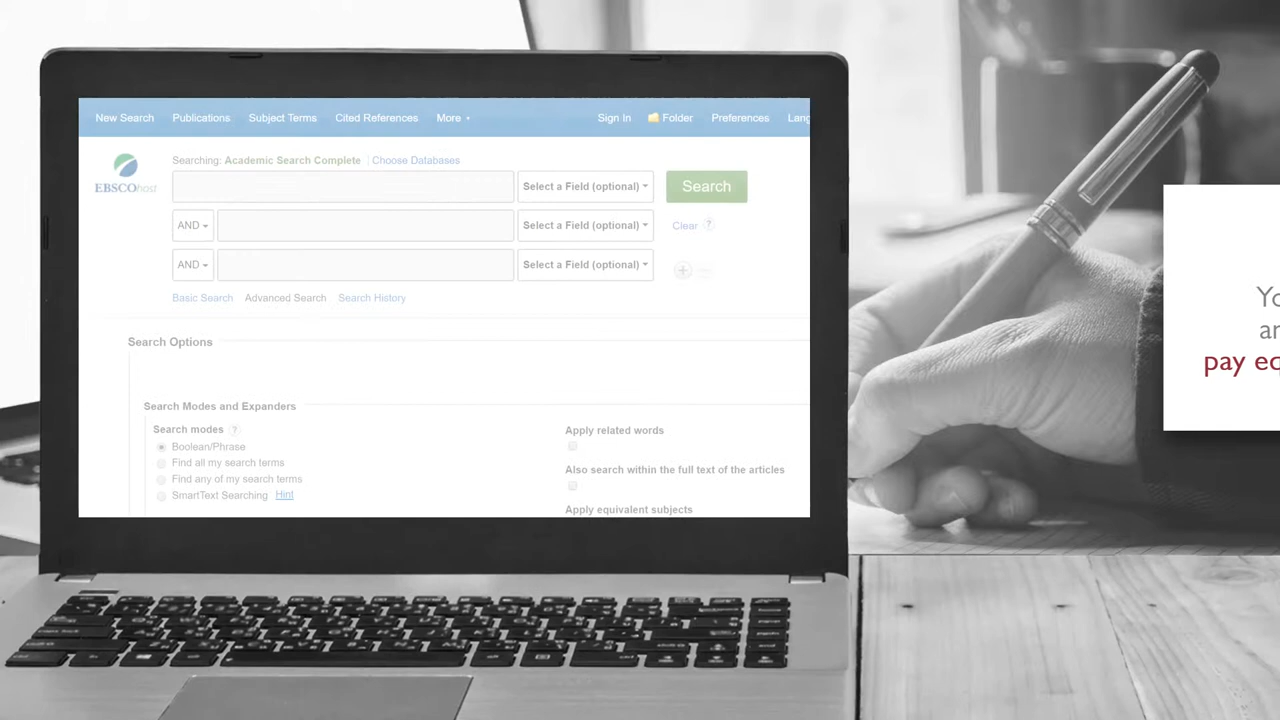 New Search Publications Subject Terms Cited References More Sign In Folder Preferences Lang
EBSCOhost
Searching: Academic Search Complete Choose Databases
Select a Field (optional) Search
AND Select a Field (optional) Clear ?
AND Select a Field (optional)
Basic Search Advanced Search Search History
Search Options
Search Modes and Expanders
Search modes ?
Boolean/Phrase
Find all my search terms
Find any of my search terms
SmartText Searching Hint
Apply related words
Also search within the full text of the articles
Apply equivalent subjects
Yo
ar
pay eq